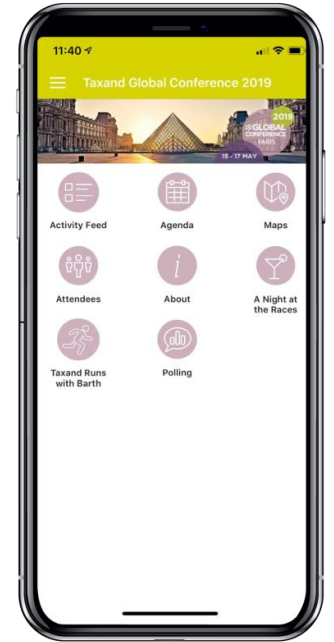 11:40
Taxand Global Conference 2019
2019
GLOBAL
CONFERENCE
PARIS
15 - 17 MAY
Activity Feed
Agenda
Maps
Attendees
i
About
A Night at
the Races
Taxand Runs
with Barth
Polling